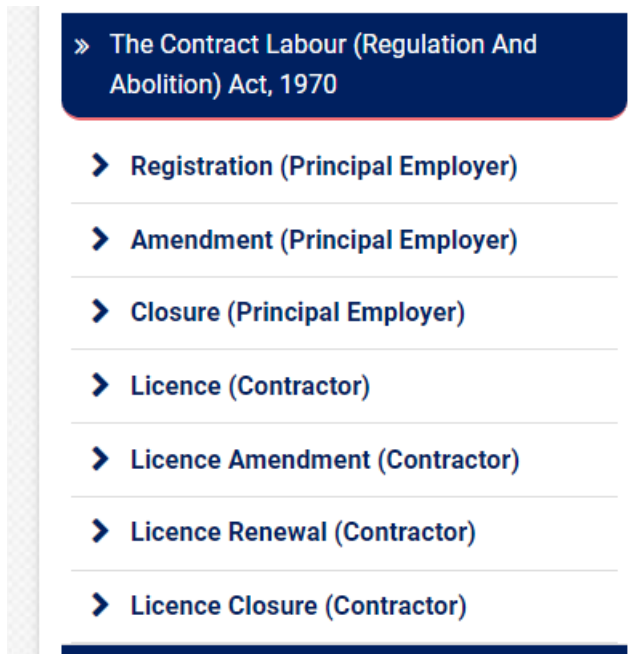 » The Contract Labour (Regulation And
Abolition) Act, 1970
Registration (Principal Employer)
Amendment (Principal Employer)
Closure (Principal Employer)
Licence (Contractor)
Licence Amendment (Contractor)
Licence Renewal (Contractor)
Licence Closure (Contractor)